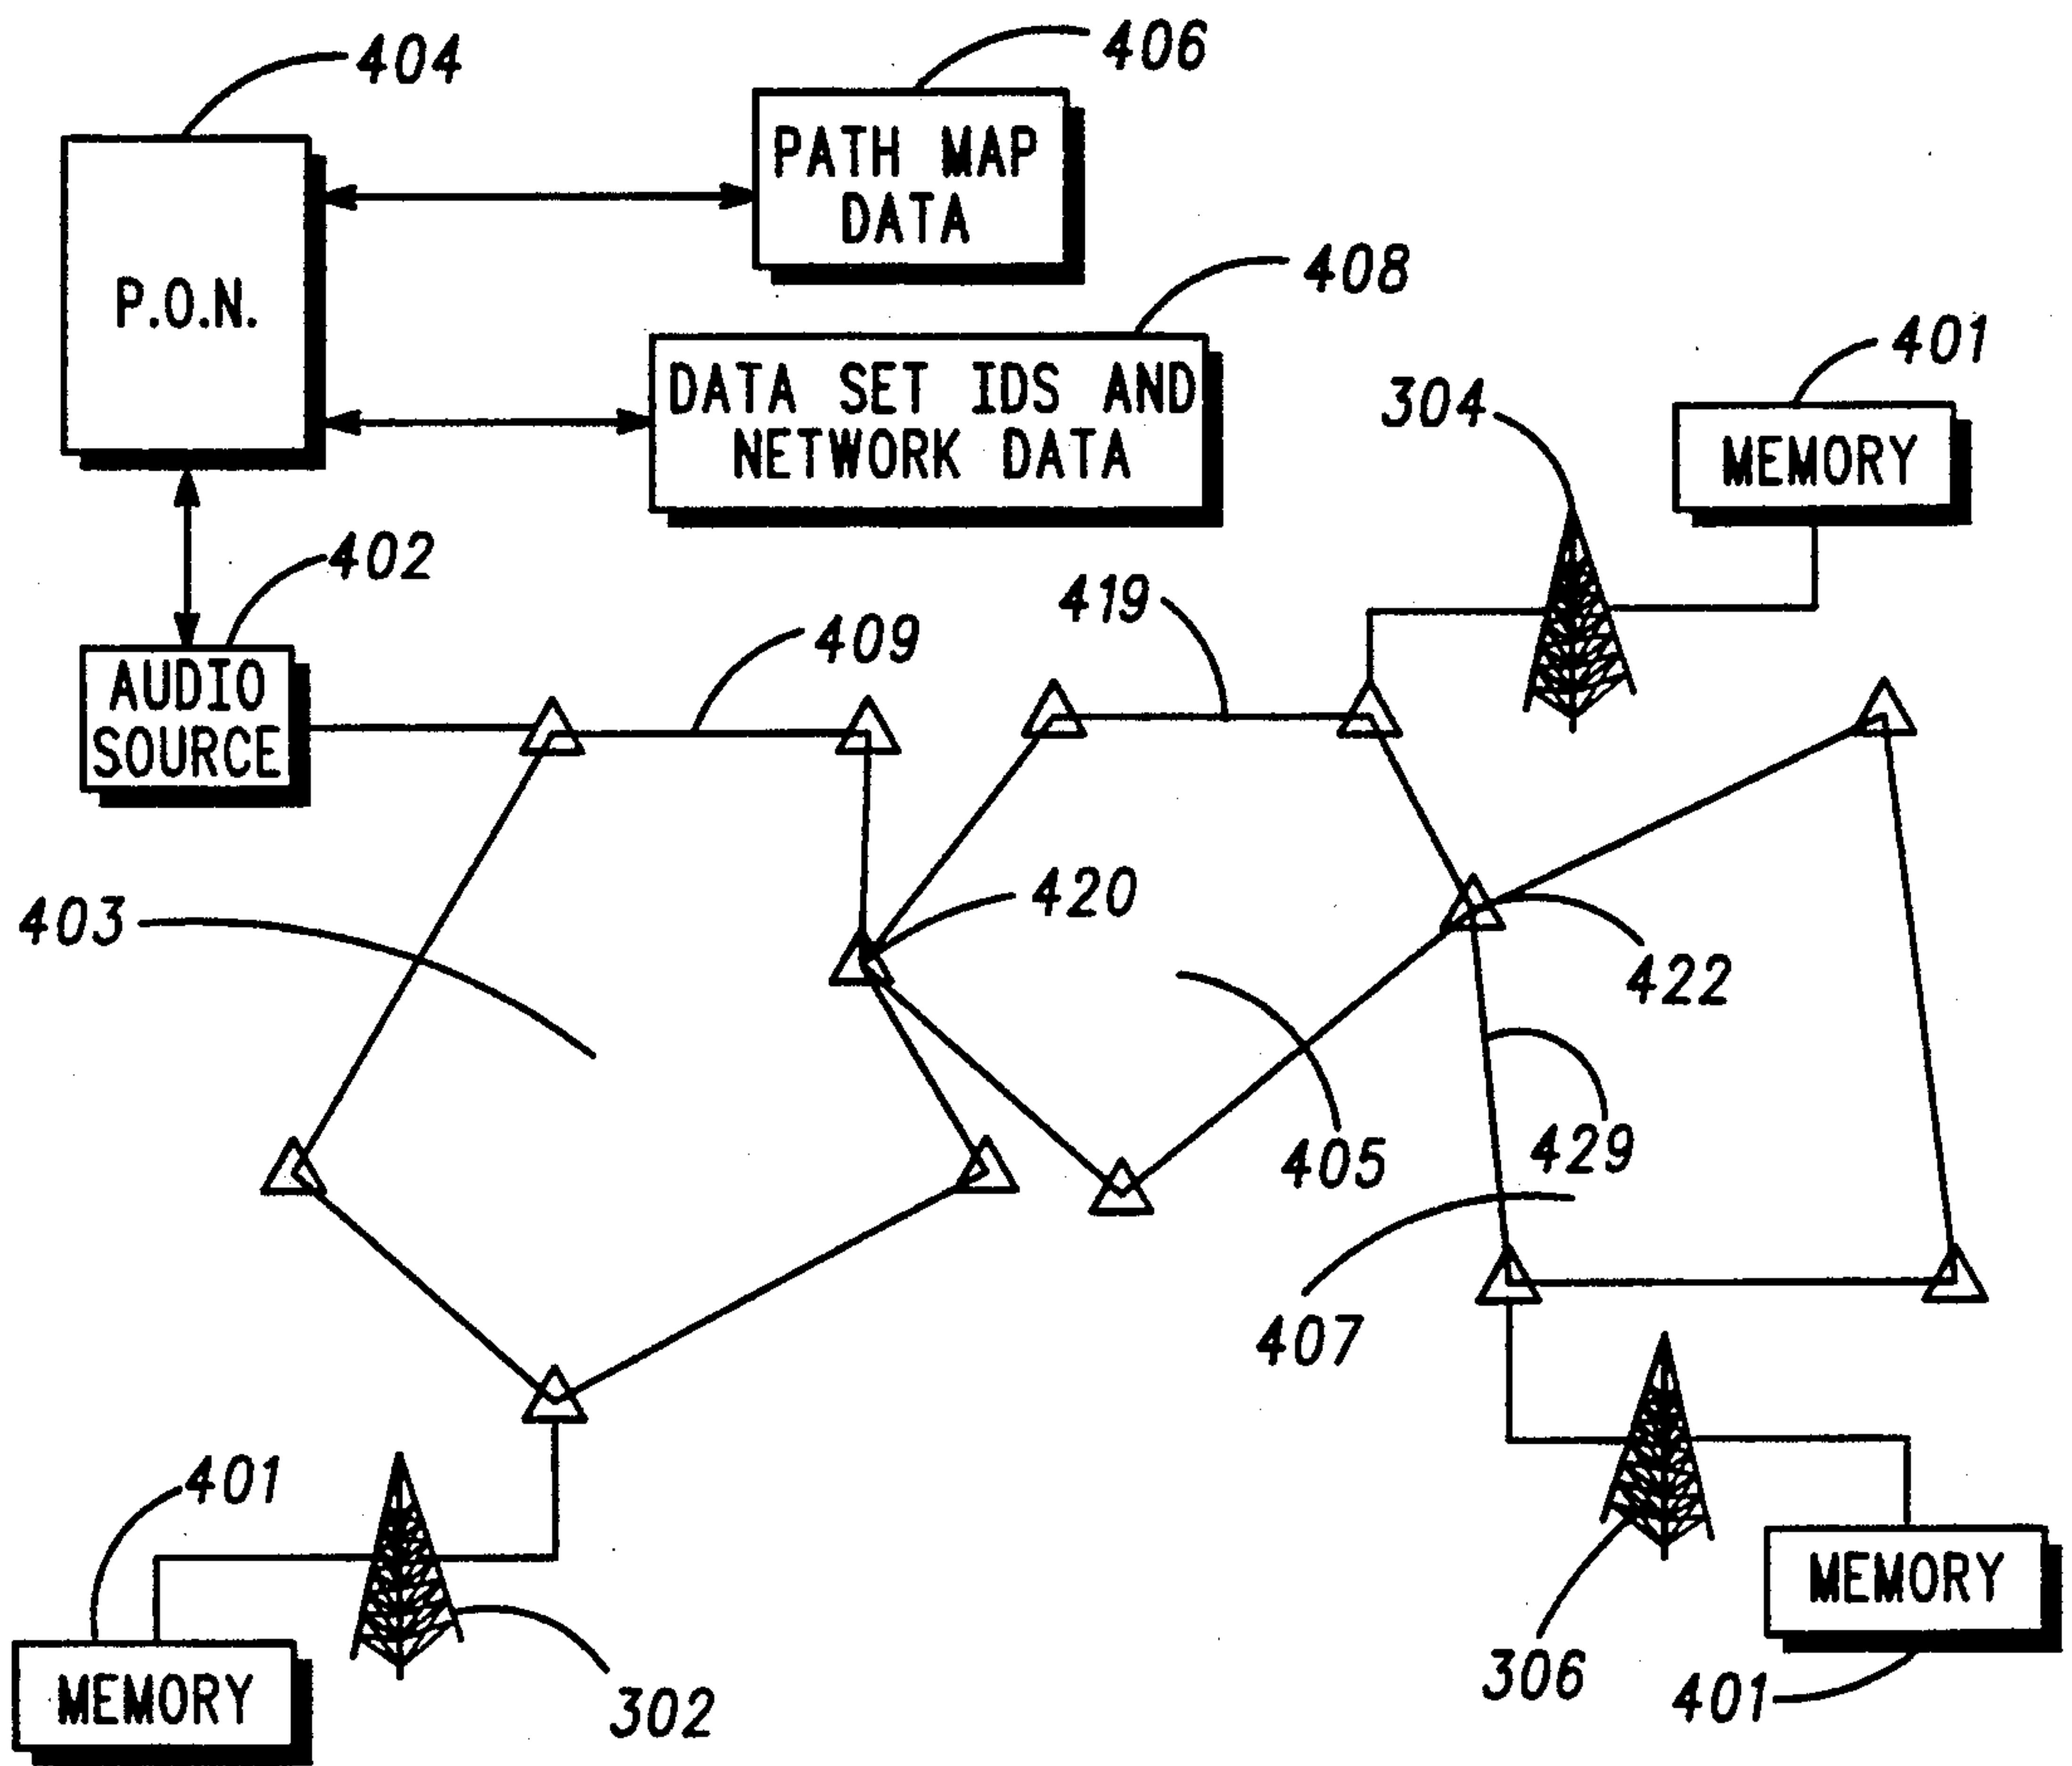 404
406
PATH MAP
DATA
P.O.N.
408
DATA SET IDS AND
NETWORK DATA
401
304
MEMORY
402
419
409
AUDIO
SOURCE
420
403
422
429
405
407
401
302
MEMORY
306
MEMORY
401